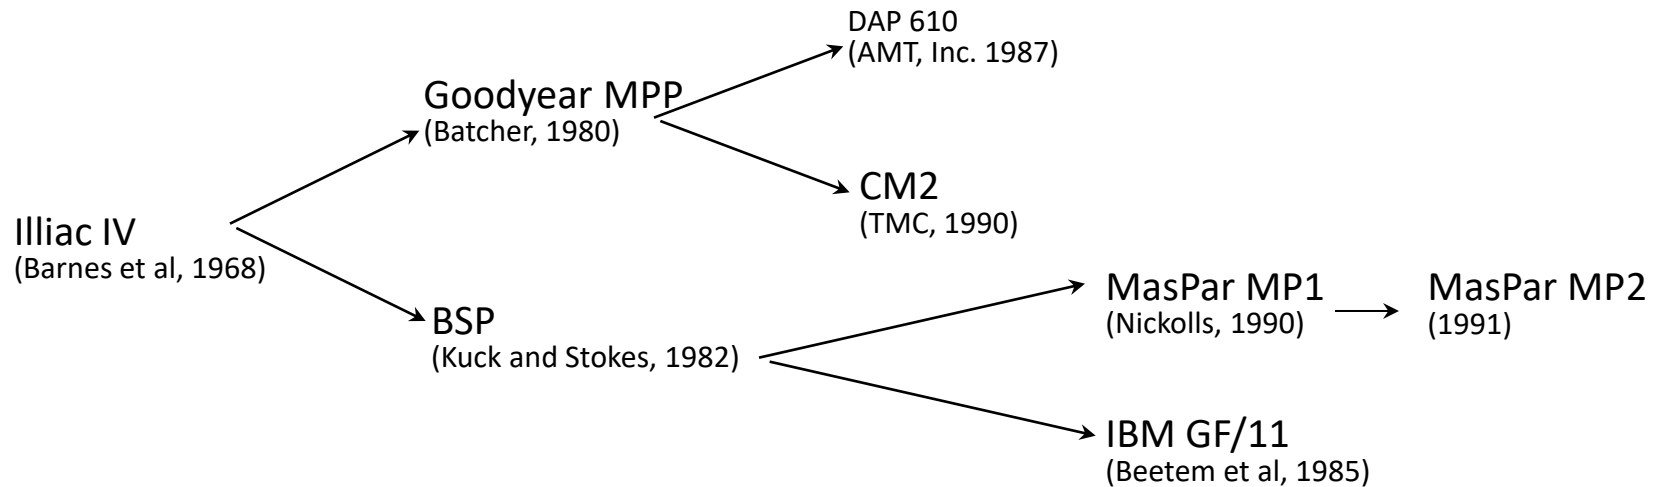 DAP 610
(AMT, Inc. 1987)
Goodyear MPP
(Batcher, 1980)
CM2
(TMC, 1990)
Illiac IV
(Barnes et al, 1968)
MasPar MP1
(Nickolls, 1990)
MasPar MP2
(1991)
BSP
(Kuck and Stokes, 1982)
IBM GF/11
(Beetem et al, 1985)